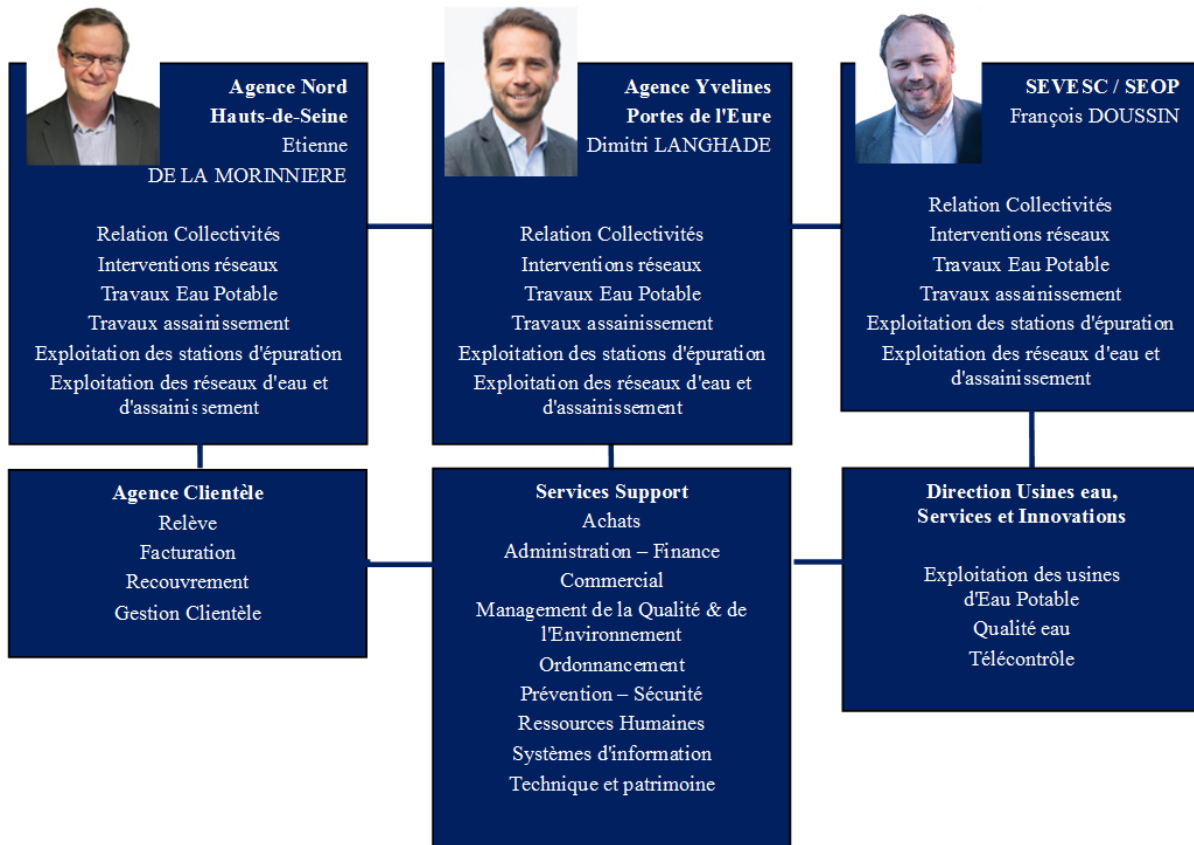 Agence Nord
Hauts-de-Seine
Etienne
DE LA MORINNIERE
Relation Collectivités
Interventions réseaux
Travaux Eau Potable
Travaux assainissement
Exploitation des stations d'épuration
Exploitation des réseaux d'eau et
d'assainissement
Agence Yvelines
Portes de l'Eure
Dimitri LANGHADE
Relation Collectivités
Interventions réseaux
Travaux Eau Potable
Travaux assainissement
Exploitation des stations d'épuration
Exploitation des réseaux d'eau et
d'assainissement
SEVESC / SEOP
François DOUSSIN
Relation Collectivités
Interventions réseaux
Travaux Eau Potable
Travaux assainissement
Exploitation des stations d'épuration
Exploitation des réseaux d'eau et
d'assainissement
Agence Clientèle
Relève
Facturation
Recouvrement
Gestion Clientèle
Services Support
Achats
Administration – Finance
Commercial
Management de la Qualité & de
l'Environnement
Ordonnancement
Prévention – Sécurité
Ressources Humaines
Systèmes d'information
Technique et patrimoine
Direction Usines eau,
Services et Innovations
Exploitation des usines
d'Eau Potable
Qualité eau
Télécontrôle